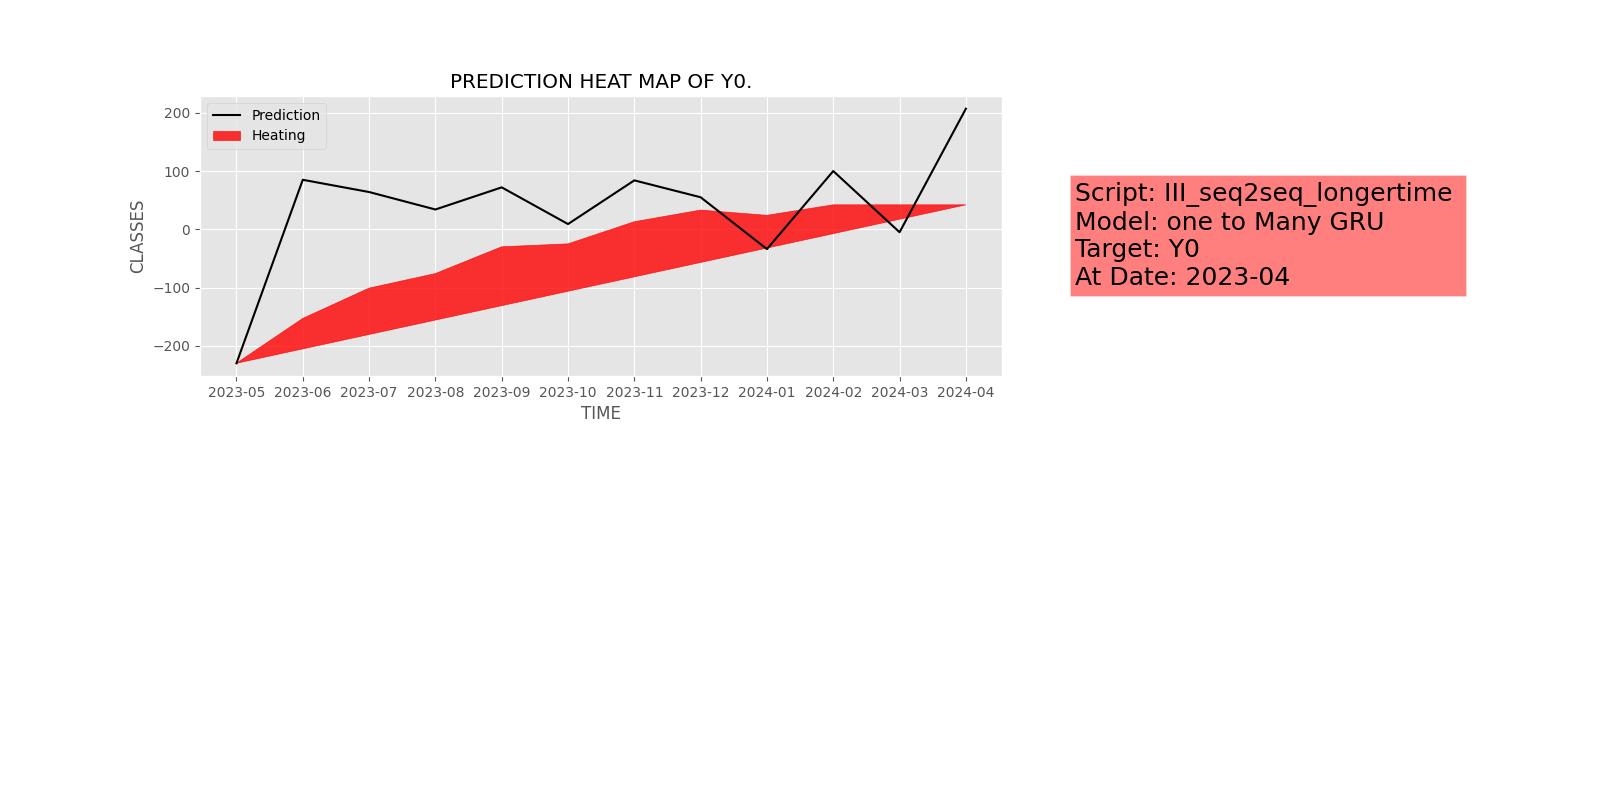 PREDICTION HEAT MAP OF Y0.
Prediction
Heating
200
100
0
−100
−200
CLASSES
2023-05 2023-06 2023-07 2023-08 2023-09 2023-10 2023-11 2023-12 2024-01 2024-02 2024-03 2024-04
TIME
Script: III_seq2seq_longertime
Model: one to Many GRU
Target: Y0
At Date: 2023-04